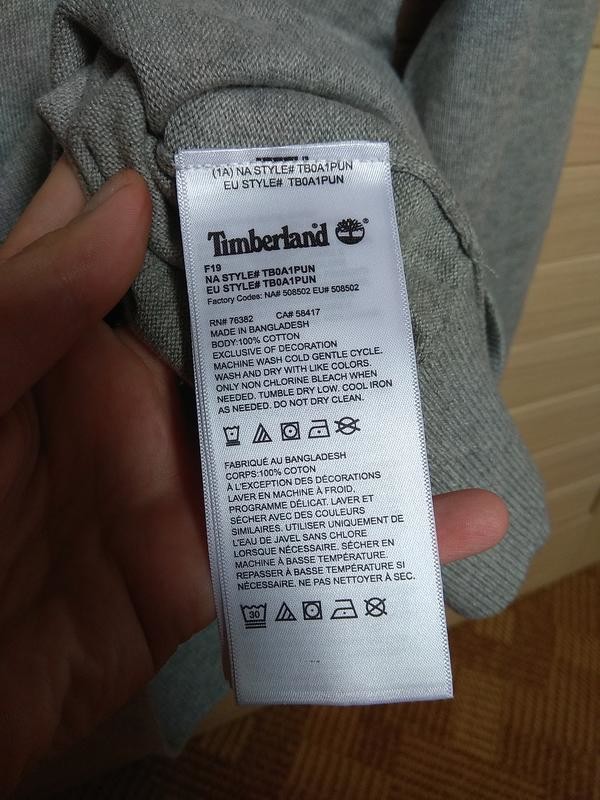 (1A) NA STYLE# TB0A1PUN
EU STYLE# TB0A1PUN
Timberland®
F19
NA STYLE# TB0A1PUN
EU STYLE# TB0A1PUN
Factory Codes: NA# 508502 EU# 508502
RN# 76382 CA# 58417
MADE IN BANGLADESH
BODY:100% COTTON
EXCLUSIVE OF DECORATION
MACHINE WASH COLD GENTLE CYCLE.
WASH AND DRY WITH LIKE COLORS.
ONLY NON CHLORINE BLEACH WHEN
NEEDED. TUMBLE DRY LOW. COOL IRON
AS NEEDED. DO NOT DRY CLEAN.
FABRIQUÉ AU BANGLADESH
CORPS:100% COTON
À L'EXCEPTION DES DÉCORATIONS
LAVER EN MACHINE À FROID,
PROGRAMME DÉLICAT. LAVER ET
SÉCHER AVEC DES COULEURS
SIMILAIRES. UTILISER UNIQUEMENT DE
L'EAU DE JAVEL SANS CHLORE
LORSQUE NÉCESSAIRE. SÉCHER EN
MACHINE À BASSE TEMPÉRATURE.
REPASSER À BASSE TEMPÉRATURE SI
NÉCESSAIRE. NE PAS NETTOYER À SEC.
30